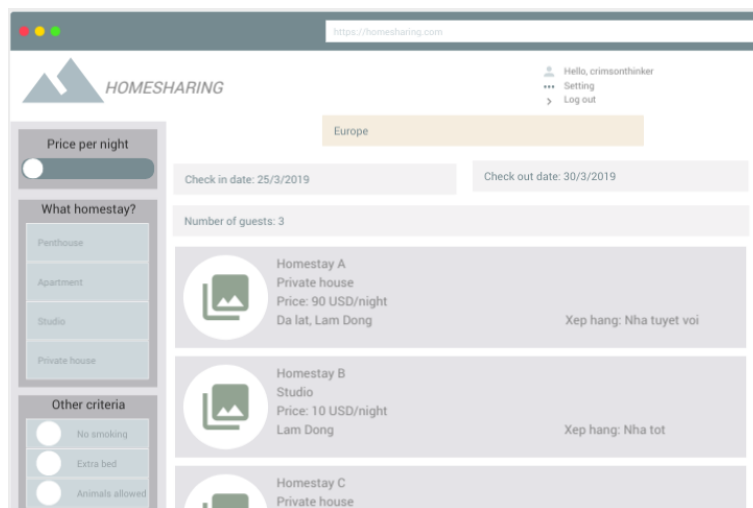 https://homesharing.com
HOMESHARING
Hello, crimsonthinker
Setting
Log out
Europe
Price per night
Check in date: 25/3/2019
Check out date: 30/3/2019
What homestay?
Number of guests: 3
Penthouse
Apartment
Studio
Private house
Other criteria
No smoking
Extra bed
Animals allowed
Homestay A
Private house
Price: 90 USD/night
Da lat, Lam Dong
Xep hang: Nha tuyet voi
Homestay B
Studio
Price: 10 USD/night
Lam Dong
Xep hang: Nha tot
Homestay C
Private house